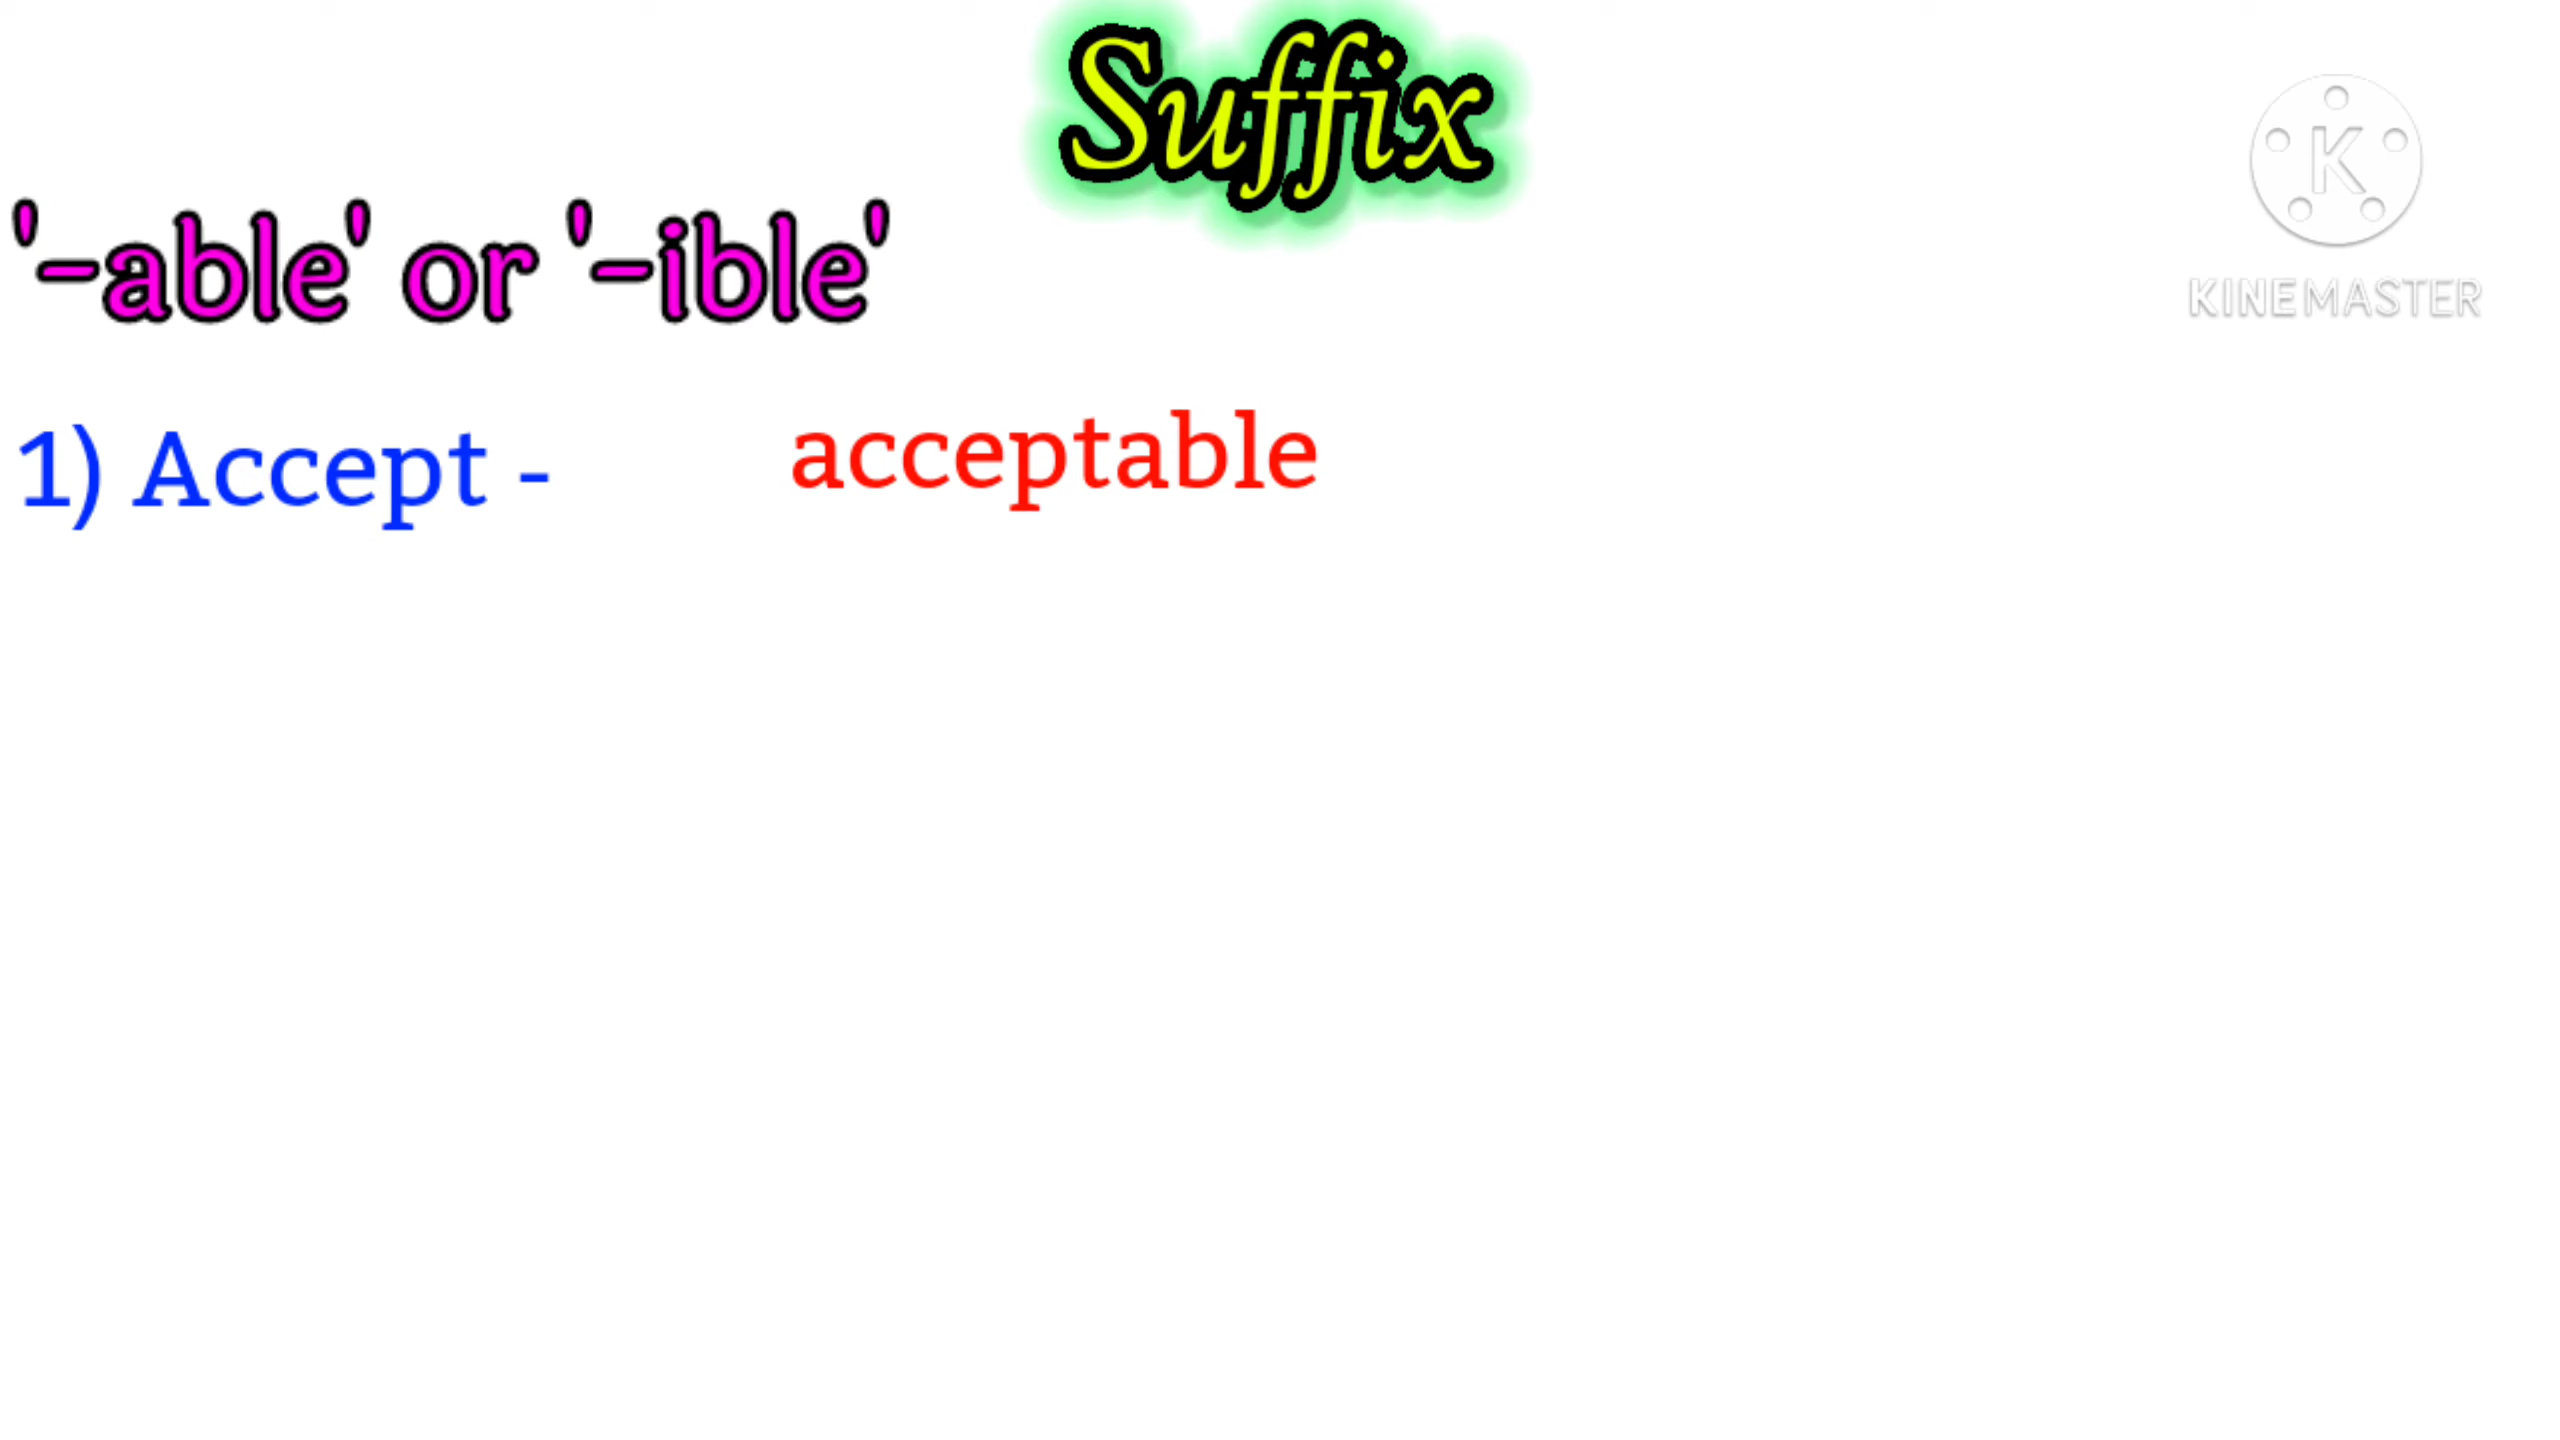 Suffix
KINEMASTER
'-able' or '-ible'
1) Accept - acceptable